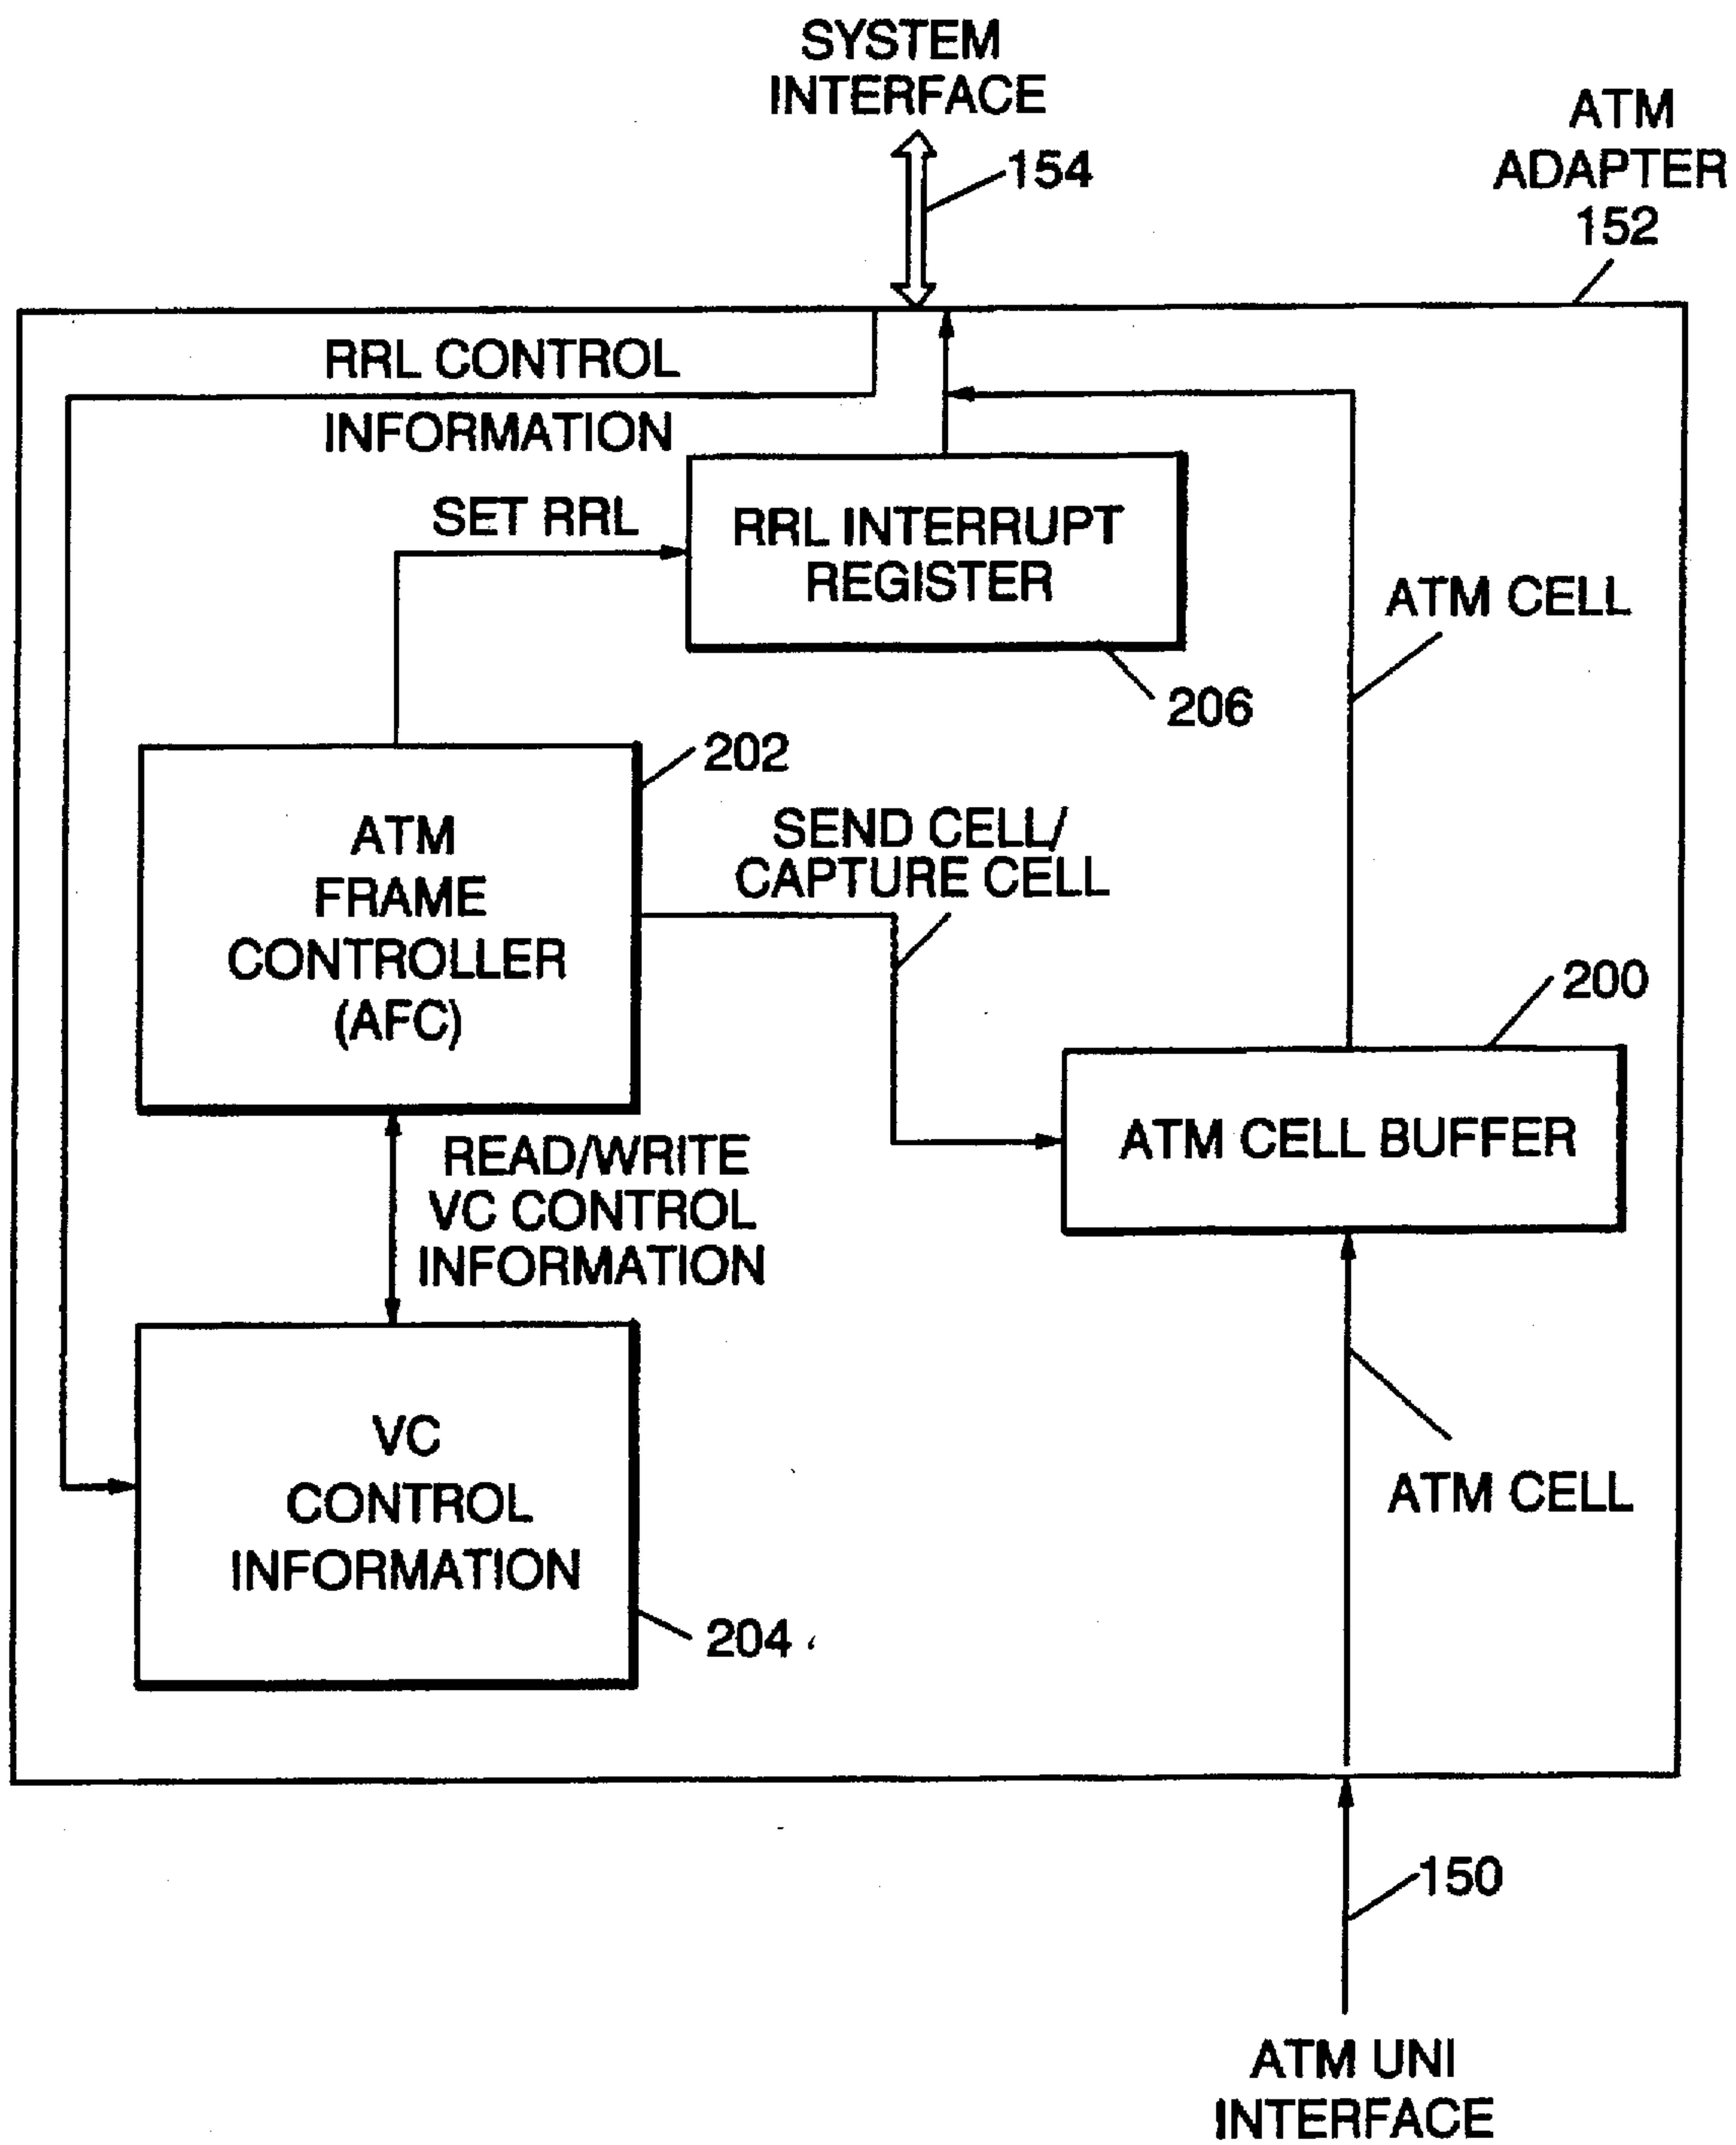 SYSTEM
INTERFACE
154
ATM
ADAPTER
152
RRL CONTROL
INFORMATION
SET RRL
RRL INTERRUPT
REGISTER
206
ATM CELL
202
ATM
FRAME
CONTROLLER
(AFC)
SEND CELL/
CAPTURE CELL
200
ATM CELL BUFFER
READ/WRITE
VC CONTROL
INFORMATION
VC
CONTROL
INFORMATION
204
ATM CELL
150
ATM UNI
INTERFACE